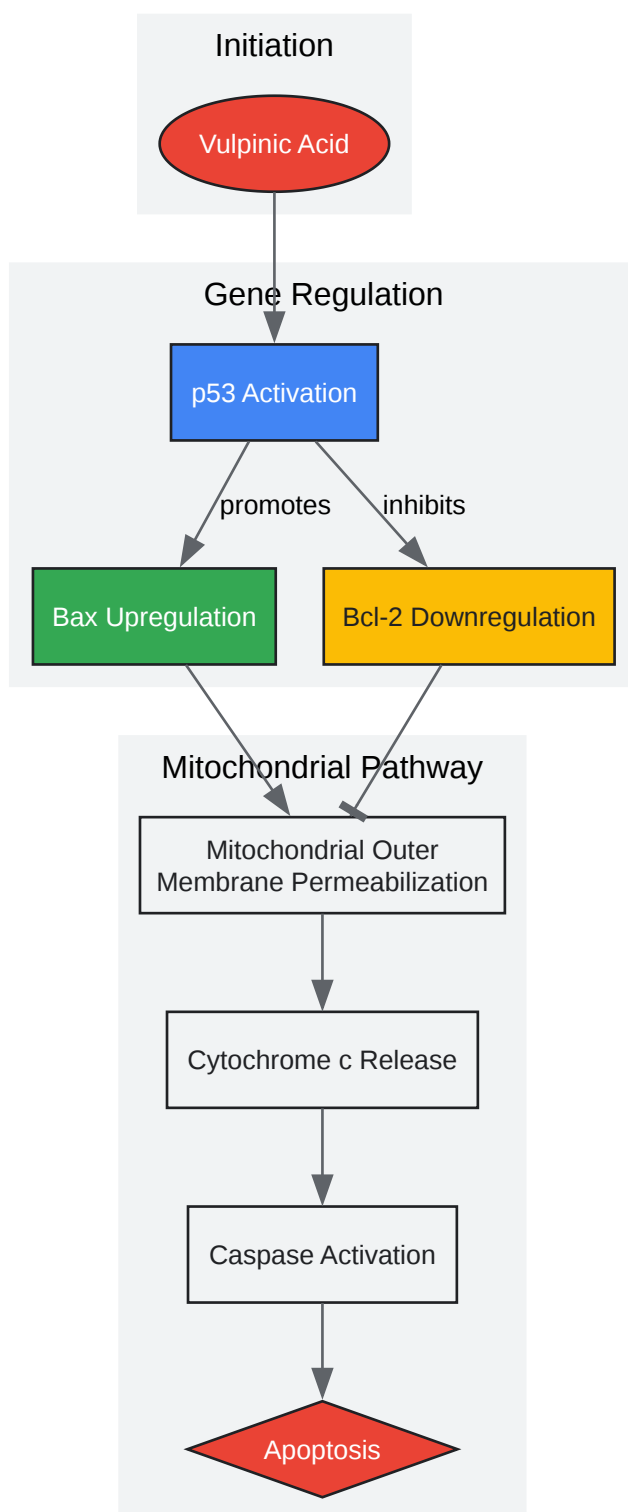 Initiation
Vulpinic Acid
Gene Regulation
p53 Activation
promotes
inhibits
Bax Upregulation
Bcl-2 Downregulation
Mitochondrial Pathway
Mitochondrial Outer
Membrane Permeabilization
Cytochrome c Release
Caspase Activation
Apoptosis